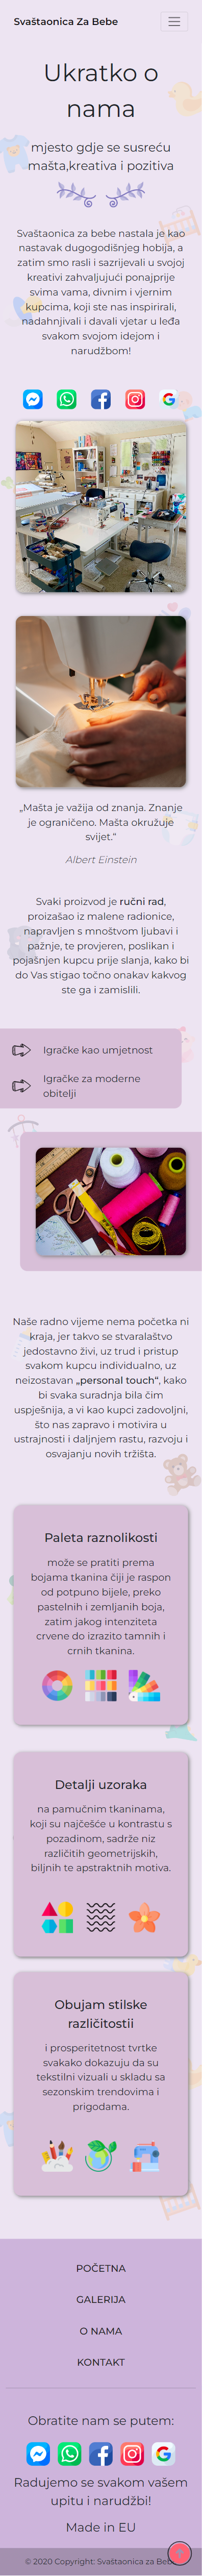 Svaštaonica Za Bebe
Ukratko o
nama
mjesto gdje se susreću
mašta,kreativa i pozitiva
Svaštaonica za bebe nastala je kao
nastavak dugogodišnjeg hobija, a
zatim smo rasli i sazrijevali u svojoj
kreativi zahvaljujući ponajprije
svima vama, divnim i vjernim
kupcima, koji ste nas inspirirali,
nadahnjivali i davali vjetar u leđa
svakom svojom idejom i
narudžbom!
„Mašta je važija od znanja. Znanje
je ograničeno. Mašta okružuje
svijet.“
Albert Einstein
Svaki proizvod je ručni rad,
proizašao iz malene radionice,
napravljen s mnoštvom ljubavi i
pažnje, te provjeren, poslikan i
pojašnjen kupcu prije slanja, kako bi
do Vas stigao točno onakav kakvog
ste ga i zamislili.
Igračke kao umjetnost
Igračke za moderne
obitelji
Naše radno vijeme nema početka ni
kraja, jer takvo se stvaralaštvo
jedostavno živi, uz trud i pristup
svakom kupcu individualno, uz
neizostavan „personal touch“, kako
bi svaka suradnja bila čim
uspješnija, a vi kao kupci zadovoljni,
što nas zapravo i motivira u
ustrajnosti i daljnjem rastu, razvoju i
osvajanju novih tržišta.
Paleta raznolikosti
može se pratiti prema
bojama tkanina čiji je raspon
od potpuno bijele, preko
pastelnih i zemljanih boja,
zatim jakog intenziteta
crvene do izrazito tamnih i
crnih tkanina.
Detalji uzoraka
na pamučnim tkaninama,
koji su najčešće u kontrastu s
pozadinom, sadrže niz
različitih geometrijskih,
biljnih te apstraktnih motiva.
Obujam stilske
različitostii
i prosperitetnost tvrtke
svakako dokazuju da su
tekstilni vizuali u skladu sa
sezonskim trendovima i
prigodama.
POČETNA
GALERIJA
O NAMA
KONTAKT
Obratite nam se putem:
Radujemo se svakom vašem
upitu i narudžbi!
Made in EU
© 2020 Copyright: Svaštaonica za Bebe